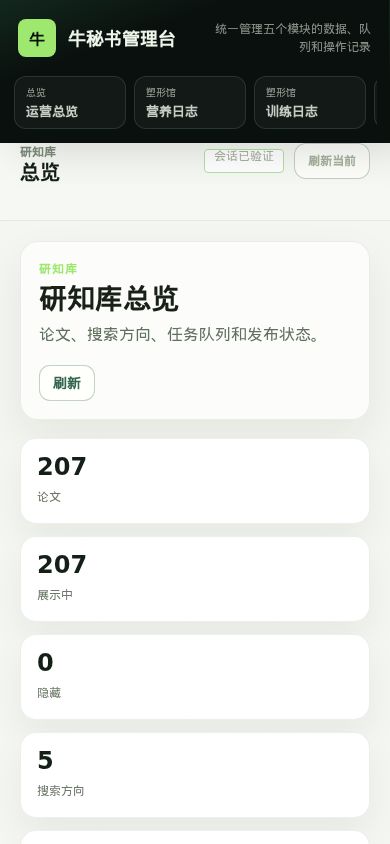 牛
牛秘书管理台
统一管理五个模块的数据、队
列和操作记录
总览
运营总览
塑形馆
营养日志
塑形馆
训练日志
研知库
总览
会话已验证
刷新当前
研知库
研知库总览
论文、搜索方向、任务队列和发布状态。
刷新
207
论文
207
展示中
0
隐藏
5
搜索方向